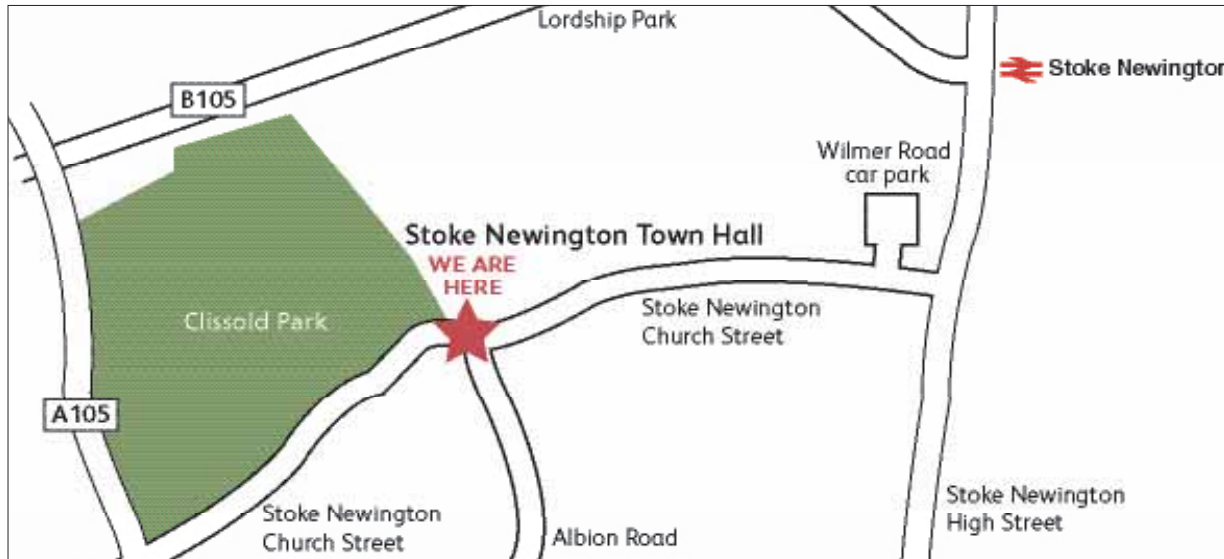 Lordship Park
Stoke Newington
B105
Wilmer Road
car park
Stoke Newington Town Hall
WE ARE
HERE
Clissold Park
Stoke Newington
Church Street
A105
Stoke Newington
Church Street
Albion Road
Stoke Newington
High Street